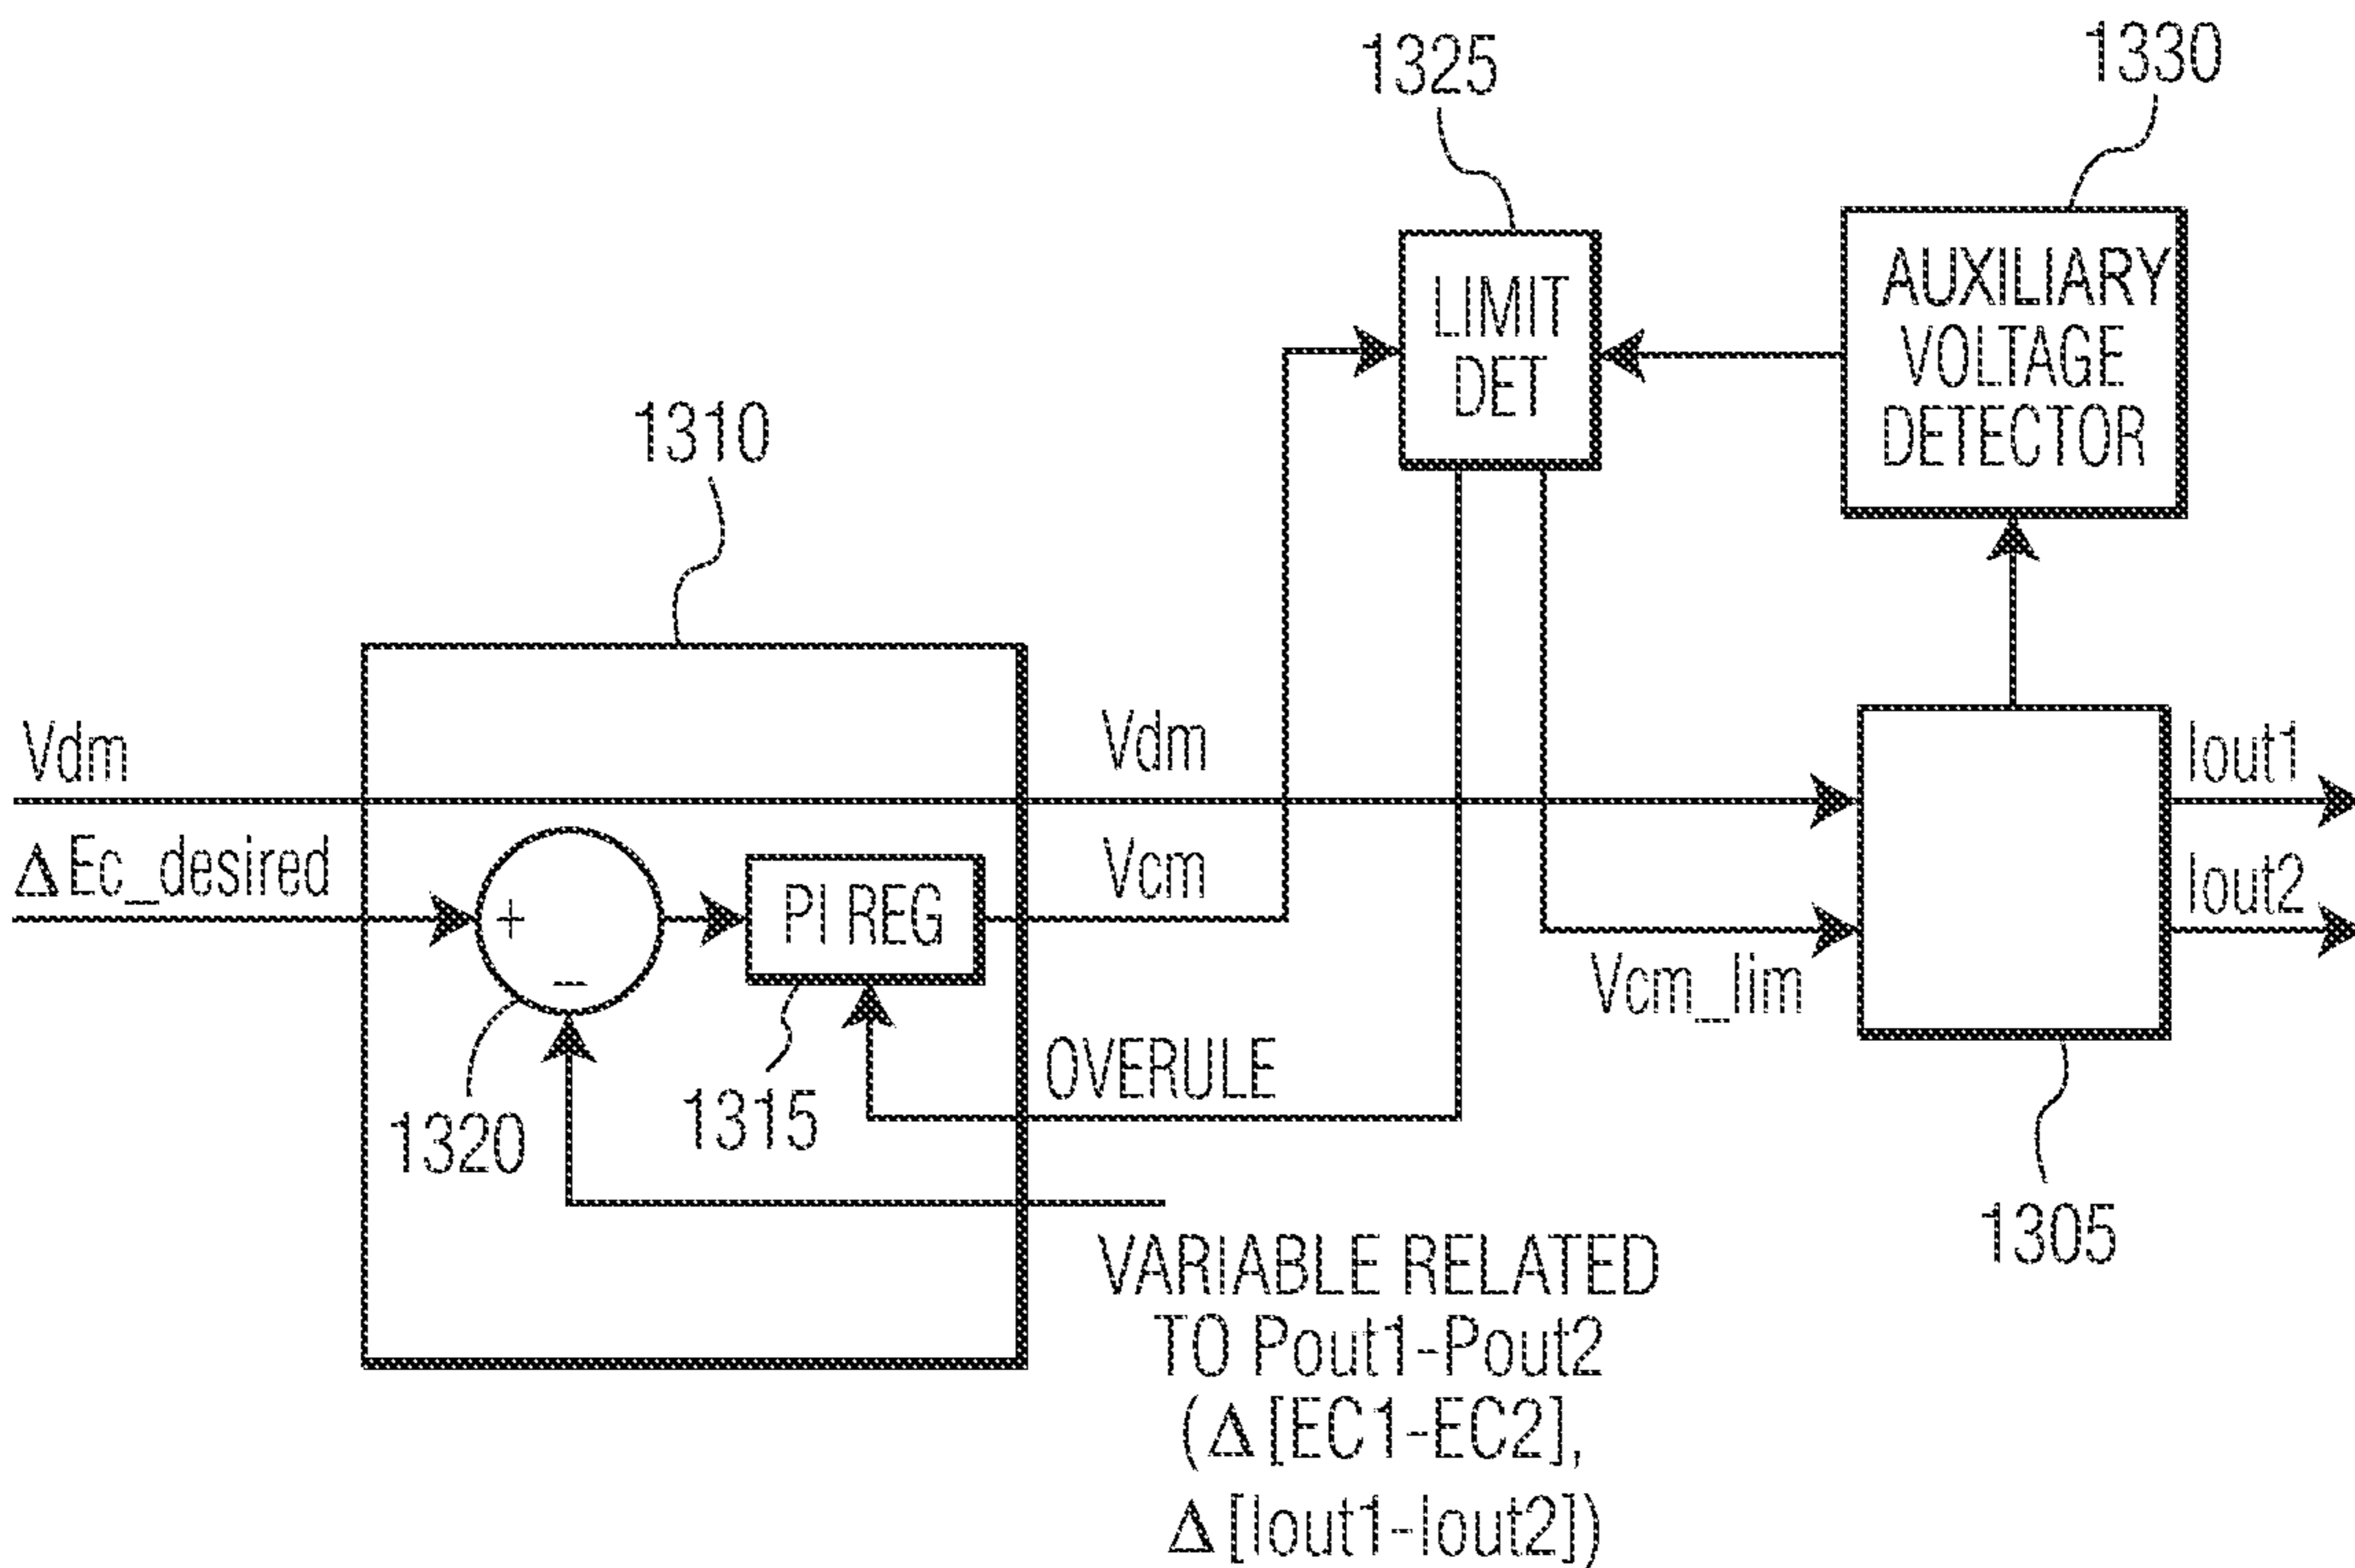 1325
1330
LIMIT
DET
AUXILIARY
VOLTAGE
DETECTOR
1310
Vdm
Vdm
Iout1
ΔEc_desired
+
−
PI REG
Vcm
Iout2
Vcm_lim
OVERULE
1320
1315
1305
VARIABLE RELATED
TO Pout1-Pout2
(Δ[EC1-EC2],
Δ[Iout1-Iout2])